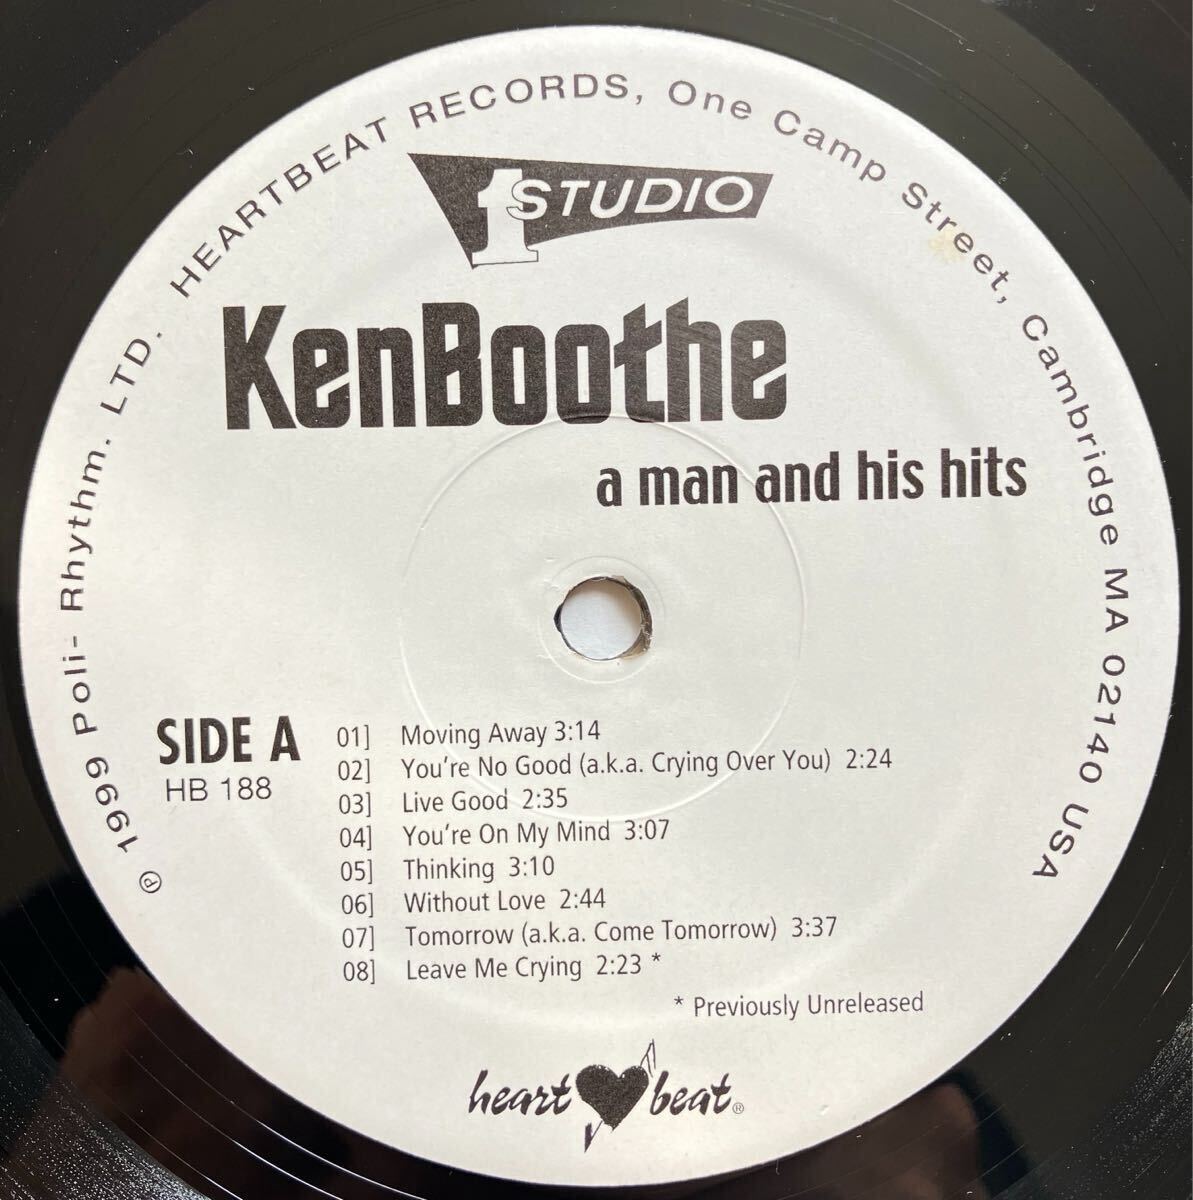 ℗ 1999 Poli- Rhythm. LTD. HEARTBEAT RECORDS, One Camp Street, Cambridge MA 02140 USA
1 STUDIO
KenBoothe
a man and his hits
SIDE A
HB 188
01] Moving Away 3:14
02] You're No Good (a.k.a. Crying Over You) 2:24
03] Live Good 2:35
04] You're On My Mind 3:07
05] Thinking 3:10
06] Without Love 2:44
07] Tomorrow (a.k.a. Come Tomorrow) 3:37
08] Leave Me Crying 2:23 *
* Previously Unreleased
heart beat®